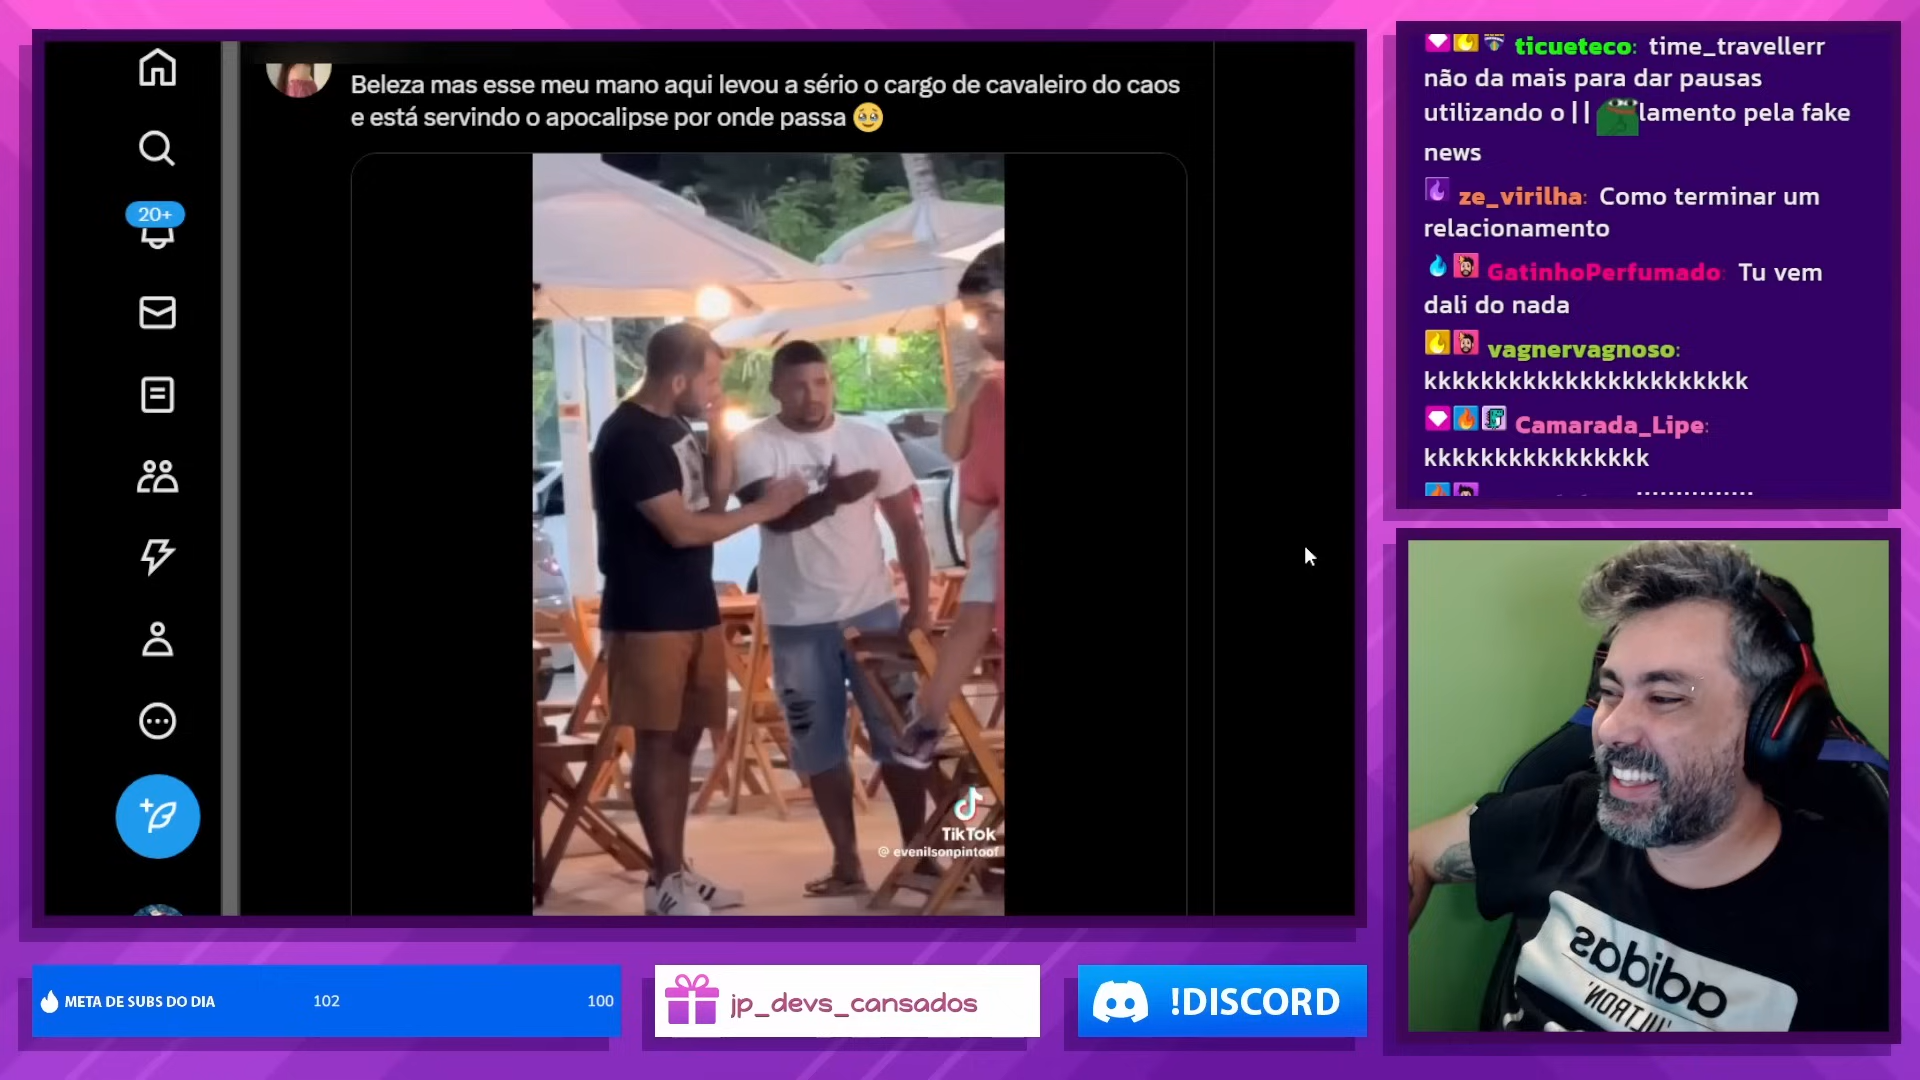 Beleza mas esse meu mano aqui levou a sério o cargo de cavaleiro do caos
e está servindo o apocalipse por onde passa
20+
TikTok
@ evenilsonpintoof
ticueteco: time_travellerr
não da mais para dar pausas
utilizando o || lamento pela fake
news
ze_virilha: Como terminar um
relacionamento
GatinhoPerfumado: Tu vem
dali do nada
vagnervagnoso:
kkkkkkkkkkkkkkkkkkkkkkk
Camarada_Lipe:
kkkkkkkkkkkkkkkk
adidas
META DE SUBS DO DIA 102 100
jp_devs_cansados
!DISCORD